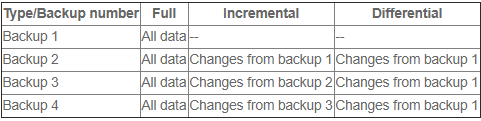 Type/Backup number Full Incremental Differential
Backup 1 All data -- --
Backup 2 All data Changes from backup 1 Changes from backup 1
Backup 3 All data Changes from backup 2 Changes from backup 1
Backup 4 All data Changes from backup 3 Changes from backup 1